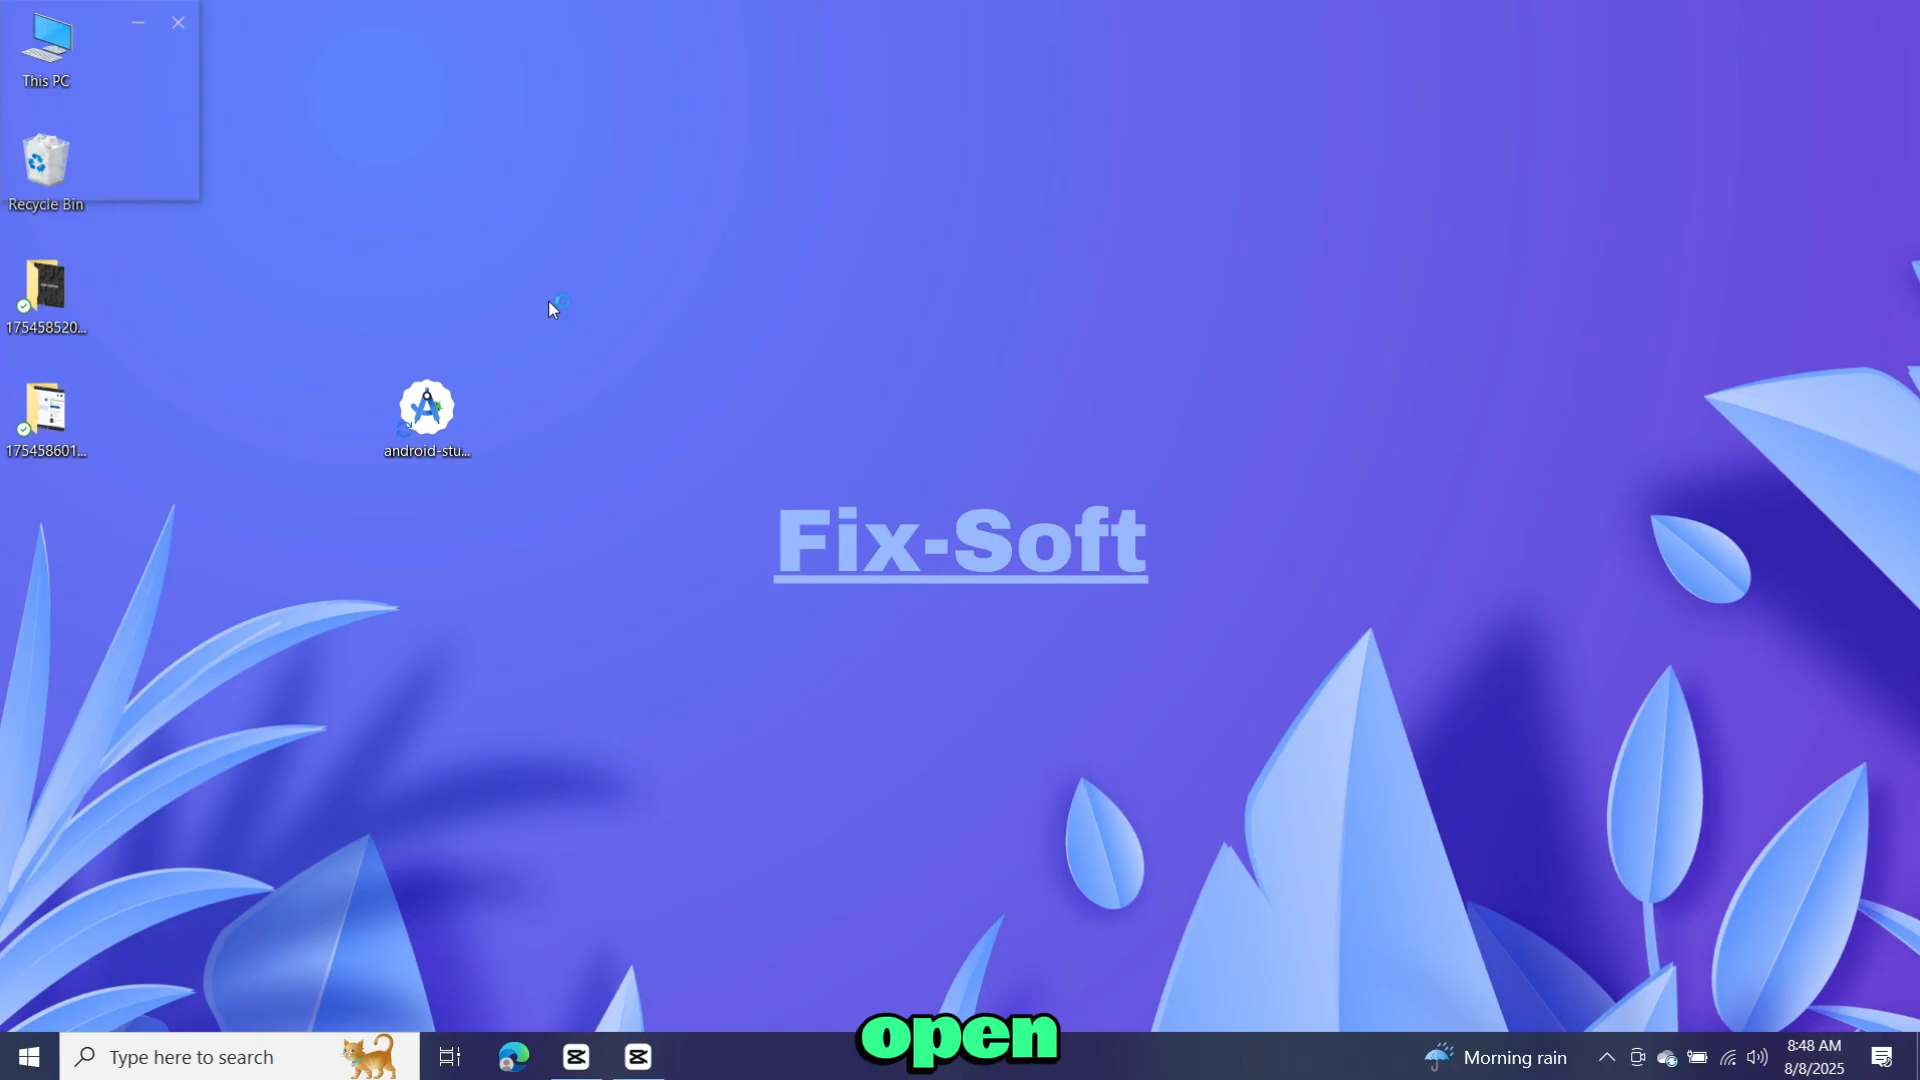 This PC
Recycle Bin
175458520...
175458601...
android-stu...
Fix-Soft
open
Type here to search
Morning rain
8:48 AM
8/8/2025